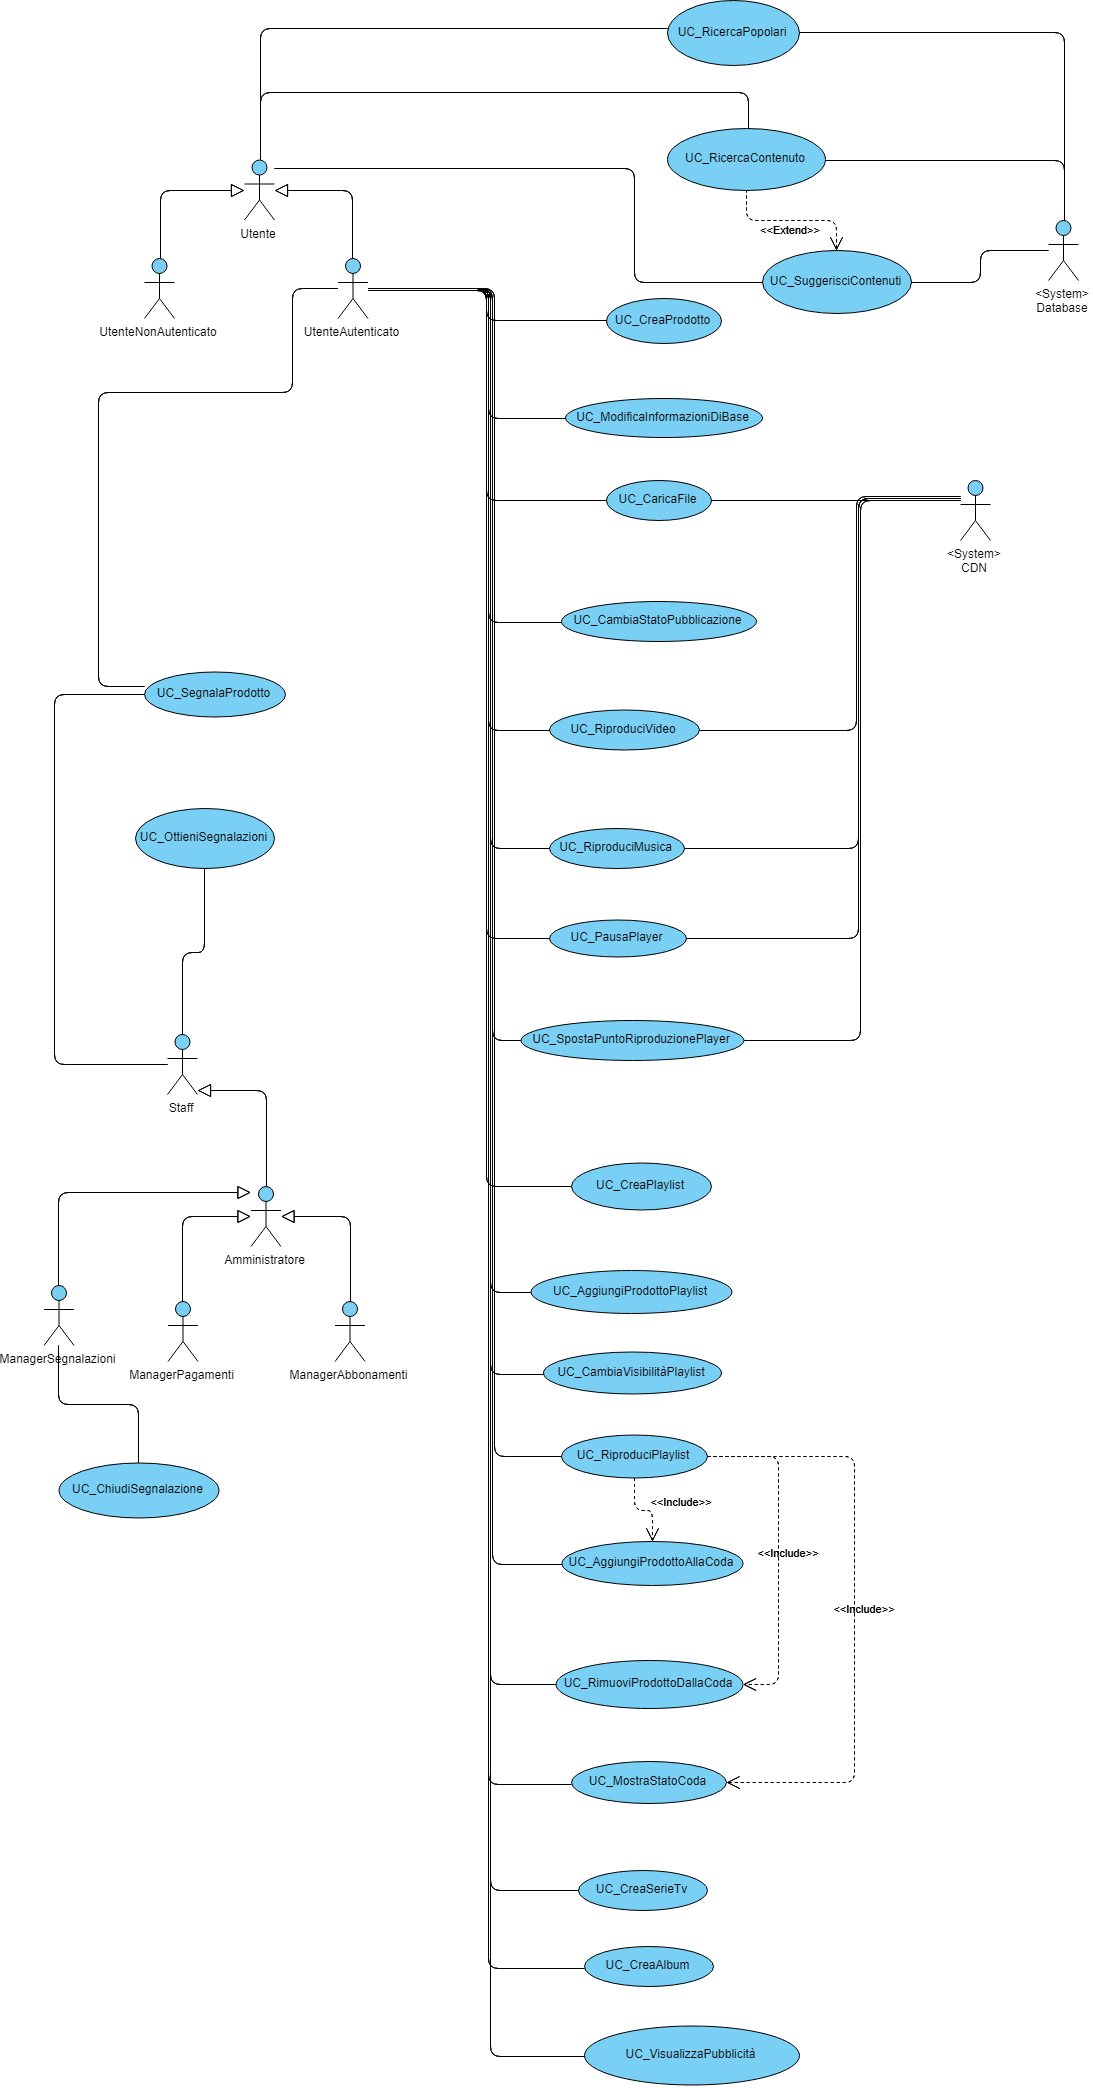 UC_RicercaPopolari
UC_RicercaContenuto
<<Extend>>
Utente
UC_SuggerisciContenuti
<System>
Database
UtenteNonAutenticato
UtenteAutenticato
UC_CreaProdotto
UC_ModificaInformazioniDiBase
UC_CaricaFile
<System>
CDN
UC_CambiaStatoPubblicazione
UC_SegnalaProdotto
UC_RiproduciVideo
UC_OttieniSegnalazioni
UC_RiproduciMusica
UC_PausaPlayer
UC_SpostaPuntoRiproduzionePlayer
Staff
UC_CreaPlaylist
Amministratore
UC_AggiungiProdottoPlaylist
ManagerSegnalazioni
ManagerPagamenti
ManagerAbbonamenti
UC_CambiaVisibilitàPlaylist
UC_RiproduciPlaylist
UC_ChiudiSegnalazione
<<Include>>
<<Include>>
UC_AggiungiProdottoAllaCoda
<<Include>>
UC_RimuoviProdottoDallaCoda
UC_MostraStatoCoda
UC_CreaSerieTv
UC_CreaAlbum
UC_VisualizzaPubblicità